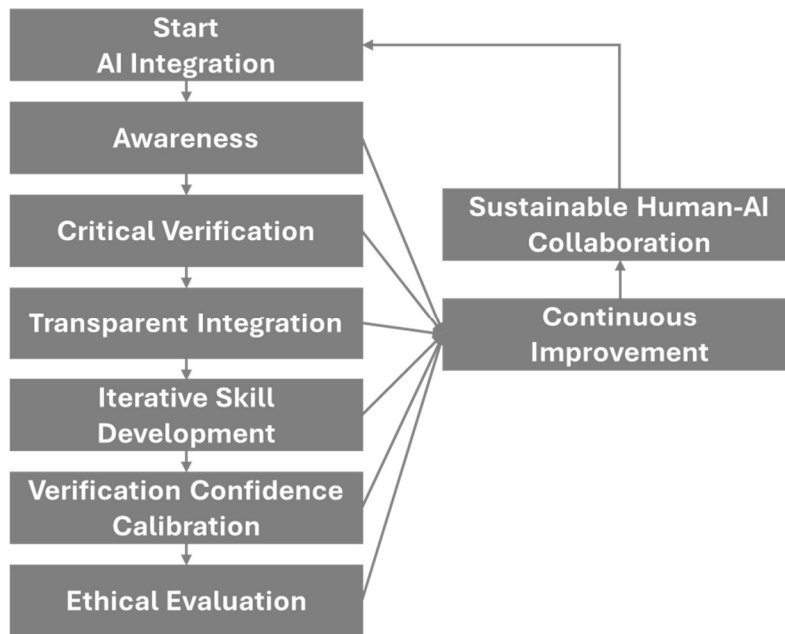 Start
AI Integration
Awareness
Critical Verification
Transparent Integration
Iterative Skill
Development
Verification Confidence
Calibration
Ethical Evaluation
Sustainable Human-AI
Collaboration
Continuous
Improvement